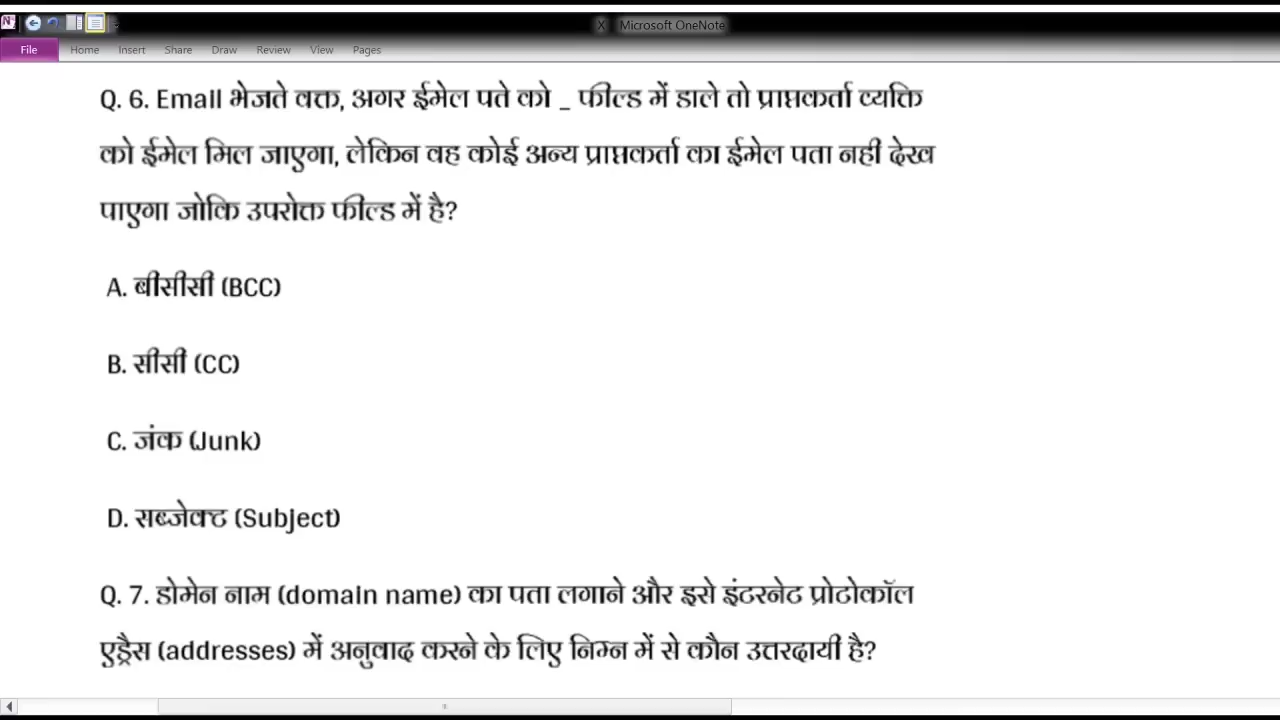 X Microsoft OneNote
File Home Insert Share Draw Review View Pages
Q. 6. Email भेजते वक्त, अगर ईमेल पते को _ फील्ड में डाले तो प्राप्तकर्ता व्यक्ति
को ईमेल मिल जाएगा, लेकिन वह कोई अन्य प्राप्तकर्ता का ईमेल पता नही देख
पाएगा जोकि उपरोक्त फील्ड में है?
A. बीसीसी (BCC)
B. सीसी (CC)
C. जंक (Junk)
D. सब्जेक्ट (Subject)
Q. 7. डोमेन नाम (domain name) का पता लगाने और इसे इंटरनेट प्रोटोकॉल
एड्रैस (addresses) में अनुवाद करने के लिए निम्न में से कौन उत्तरदायी है?